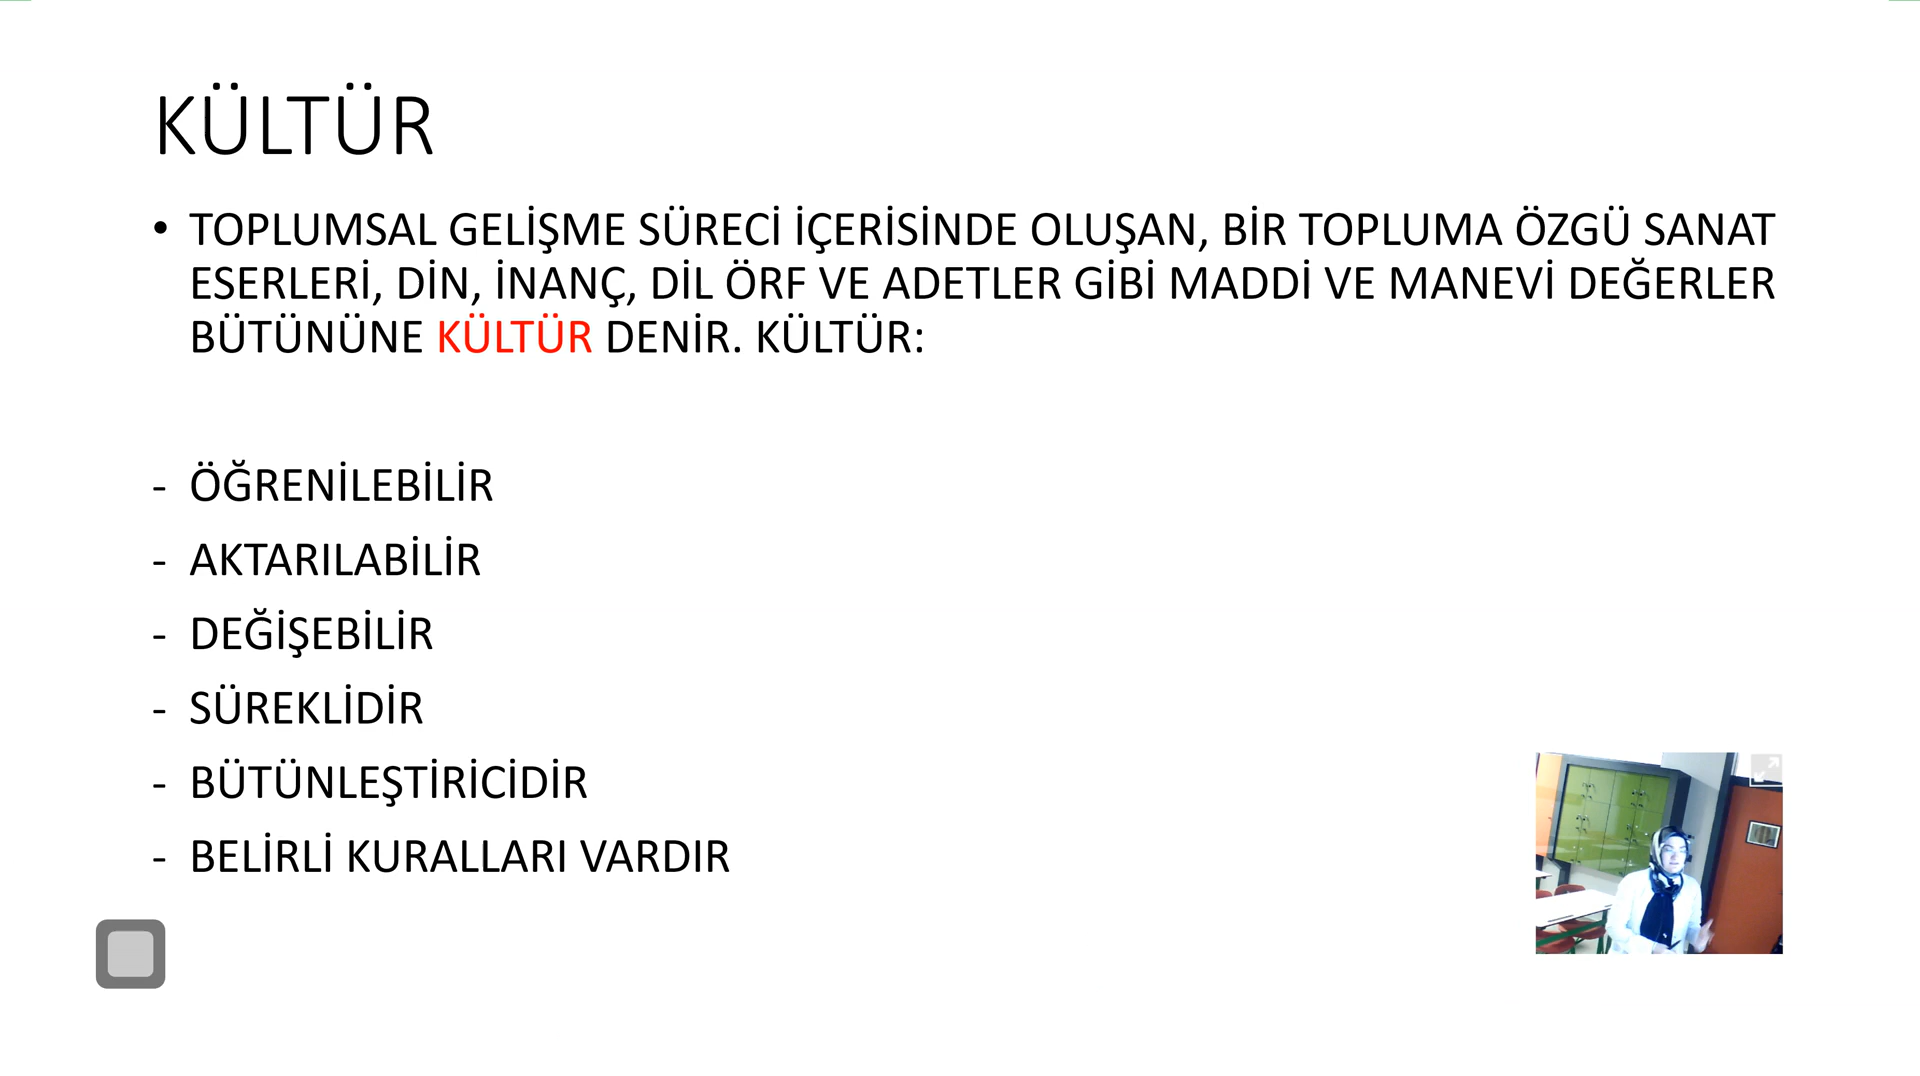 KÜLTÜR
• TOPLUMSAL GELİŞME SÜRECİ İÇERİSİNDE OLUŞAN, BİR TOPLUMA ÖZGÜ SANAT
ESERLERİ, DİN, İNANÇ, DİL ÖRF VE ADETLER GİBİ MADDİ VE MANEVİ DEĞERLER
BÜTÜNÜNE KÜLTÜR DENİR. KÜLTÜR:
- ÖĞRENİLEBİLİR
- AKTARILABİLİR
- DEĞİŞEBİLİR
- SÜREKLİDİR
- BÜTÜNLEŞTİRİCİDİR
- BELİRLİ KURALLARI VARDIR